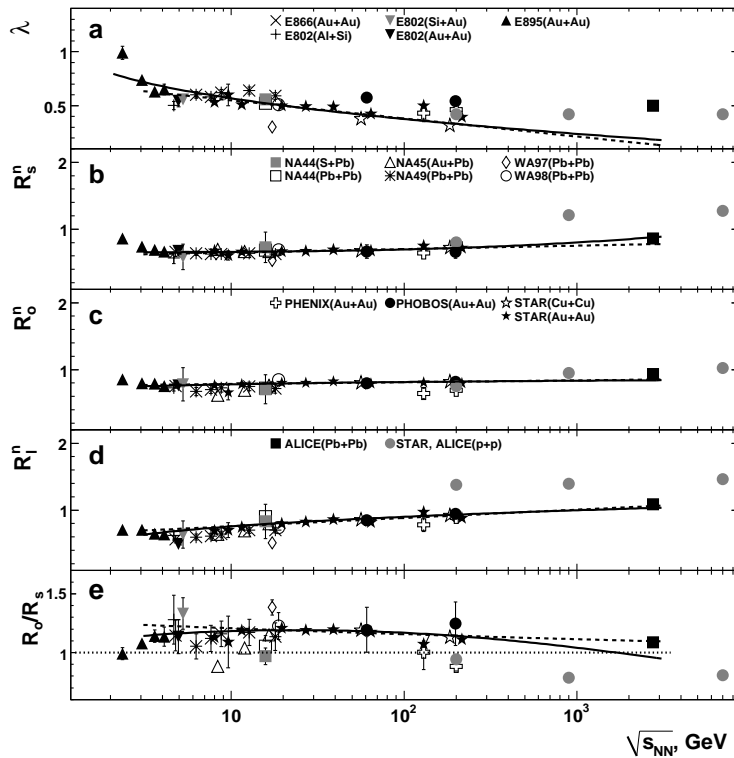 λ
a
E866(Au+Au) E802(Si+Au) E895(Au+Au)
E802(Al+Si) E802(Au+Au)
1
0.5
R_s^n
b
NA44(S+Pb) NA45(Au+Pb) WA97(Pb+Pb)
NA44(Pb+Pb) NA49(Pb+Pb) WA98(Pb+Pb)
2
1
R_o^n
c
PHENIX(Au+Au) PHOBOS(Au+Au) STAR(Cu+Cu)
STAR(Au+Au)
2
1
R_l^n
d
ALICE(Pb+Pb) STAR, ALICE(p+p)
2
1
R_o/R_s
e
1.5
1
10 10^2 10^3
√s_NN, GeV